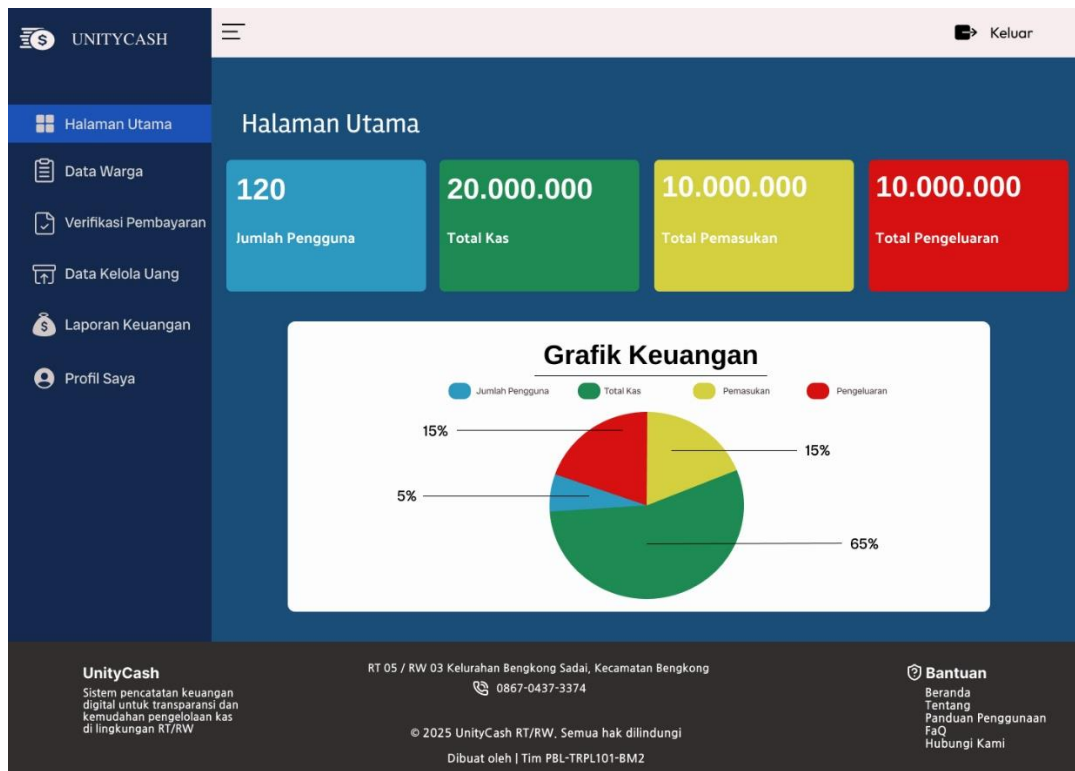 UNITYCASH
Keluar
Halaman Utama
Data Warga
Verifikasi Pembayaran
Data Kelola Uang
Laporan Keuangan
Profil Saya
Halaman Utama
120
Jumlah Pengguna
20.000.000
Total Kas
10.000.000
Total Pemasukan
10.000.000
Total Pengeluaran
Grafik Keuangan
Jumlah Pengguna
Total Kas
Pemasukan
Pengeluaran
15%
15%
5%
65%
UnityCash
Sistem pencatatan keuangan
digital untuk transparansi dan
kemudahan pengelolaan kas
di lingkungan RT/RW
RT 05 / RW 03 Kelurahan Bengkong Sadai, Kecamatan Bengkong
0867-0437-3374
© 2025 UnityCash RT/RW. Semua hak dilindungi
Dibuat oleh | Tim PBL-TRPL101-BM2
Bantuan
Beranda
Tentang
Panduan Penggunaan
FaQ
Hubungi Kami